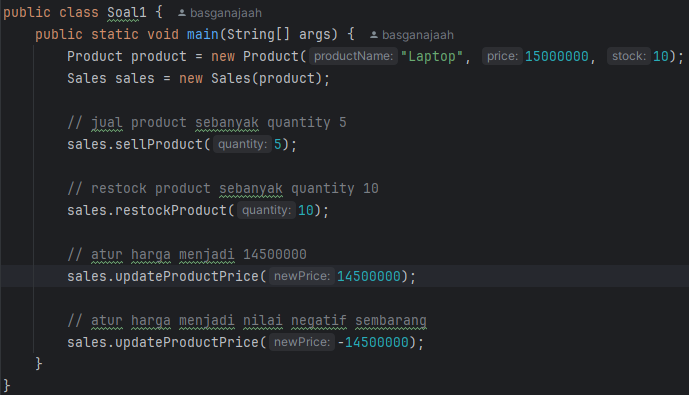 public class Soal1 { basganajaah
public static void main(String[] args) { basganajaah
Product product = new Product( productName: "Laptop", price: 15000000, stock: 10);
Sales sales = new Sales(product);
// jual product sebanyak quantity 5
sales.sellProduct( quantity: 5);
// restock product sebanyak quantity 10
sales.restockProduct( quantity: 10);
// atur harga menjadi 14500000
sales.updateProductPrice( newPrice: 14500000);
// atur harga menjadi nilai negatif sembarang
sales.updateProductPrice( newPrice: -14500000);
}
}